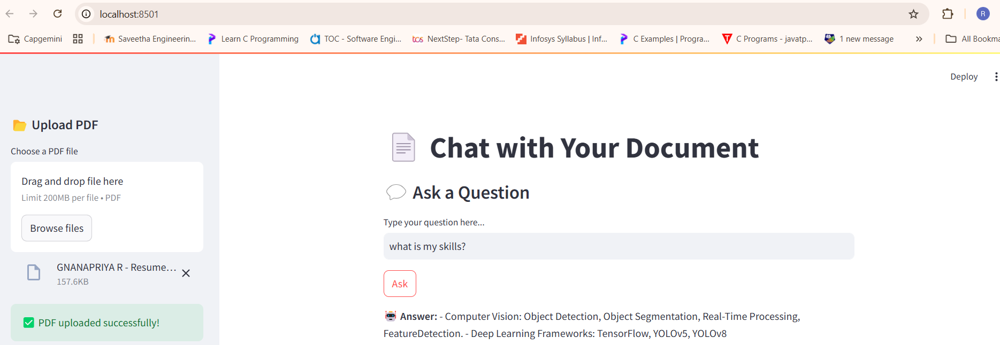 localhost:8501
R
Capgemini
Saveetha Engineerin...
Learn C Programming
TOC - Software Engi...
tcs NextStep- Tata Cons...
Infosys Syllabus | Inf...
C Examples | Progra...
C Programs - javatp...
1 new message
»
All Bookma
Deploy
Upload PDF
Choose a PDF file
Drag and drop file here
Limit 200MB per file • PDF
Browse files
GNANAPRIYA R - Resume...
157.6KB
PDF uploaded successfully!
Chat with Your Document
Ask a Question
Type your question here...
what is my skills?
Ask
Answer: - Computer Vision: Object Detection, Object Segmentation, Real-Time Processing,
FeatureDetection. - Deep Learning Frameworks: TensorFlow, YOLOv5, YOLOv8